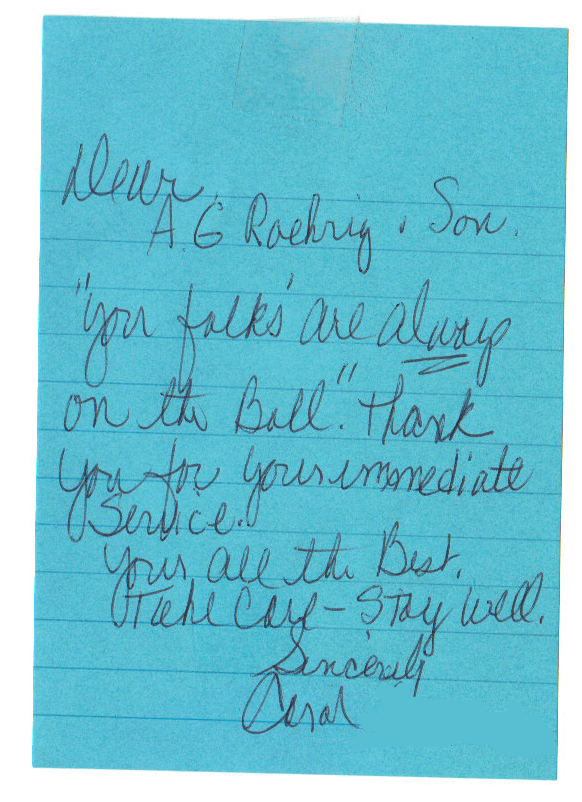 Dear,
A. G Roehrig & Son.
"your folks' are always
on the Ball." Thank
you for your immediate
Service.
Your all the Best.
Take Care - Stay Well.
Sincerely
Carol